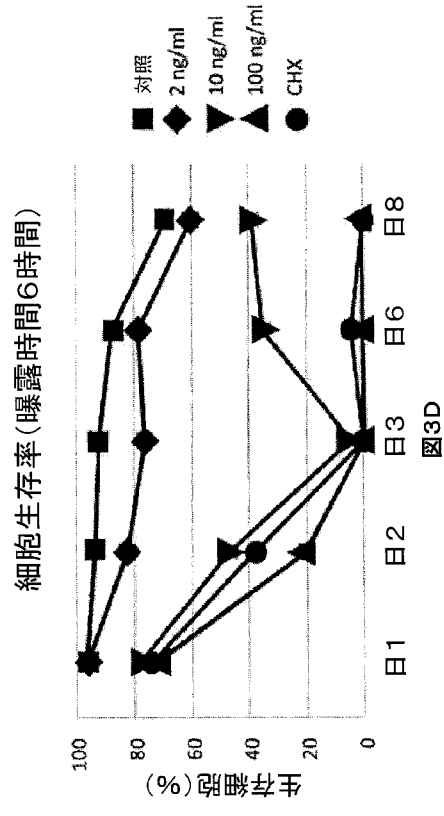 細胞生存率(曝露時間6時間)
生存細胞(%)
100
80
60
40
20
0
日1
日2
日3
日6
日8
対照
2 ng/ml
10 ng/ml
100 ng/ml
CHX
図3D